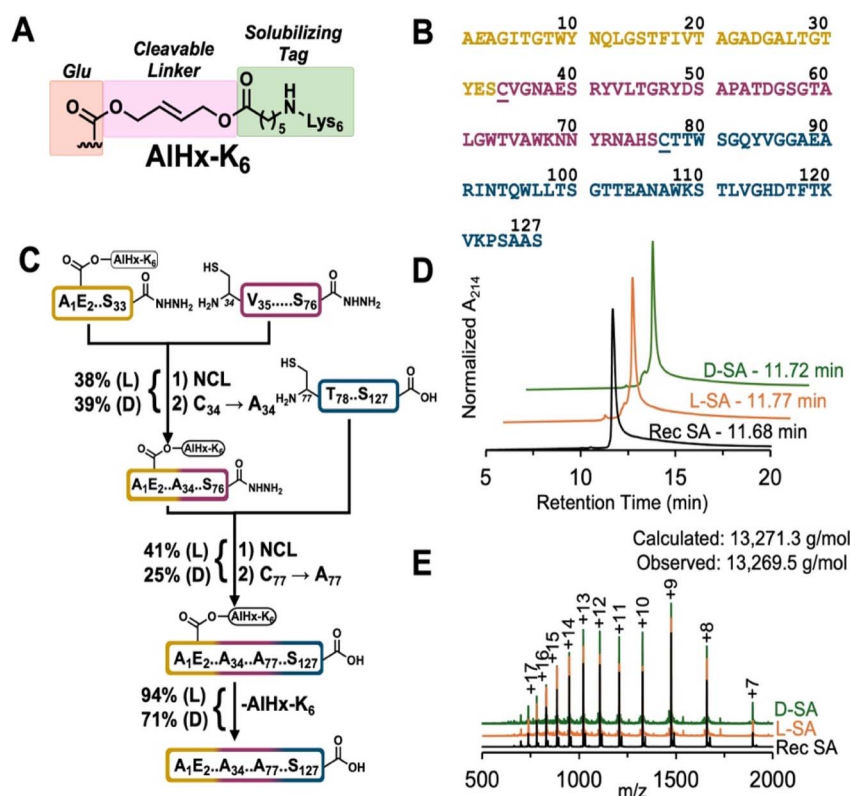 A
Glu
Cleavable
Linker
Solubilizing
Tag
O
O
O
O
H
N
( )5
Lys6
AlHx-K6
B
10 20 30
AEAGITGTWY NQLGSTFIVT AGADGALTGT
40 50 60
YESCVGNAES RYVLTGRYDS APATDGSGTA
70 80 90
LGWTVAWKNN YRNAHSCTTW SGQYVGGAEA
100 110 120
RINTQWLLTS GTTEANAWKS TLVGHDTFTK
127
VKPSAAS
C
O O AlHx-K6
A1E2..S33 O NHNH2
HS
H2N 34 V35.....S76 O NHNH2
38% (L) 1) NCL
39% (D) 2) C34 → A34
HS
H2N 77 T78..S127 O OH
O O AlHx-K6
A1E2..A34..S76 O NHNH2
41% (L) 1) NCL
25% (D) 2) C77 → A77
O O AlHx-K6
A1E2..A34..A77..S127 O OH
94% (L) -AlHx-K6
71% (D)
A1E2..A34..A77..S127 O OH
D
Normalized A214
D-SA - 11.72 min
L-SA - 11.77 min
Rec SA - 11.68 min
5 10 15 20
Retention Time (min)
E
Calculated: 13,271.3 g/mol
Observed: 13,269.5 g/mol
+17 +16 +15 +14 +13 +12 +11 +10 +9 +8 +7
D-SA
L-SA
Rec SA
500 1000 1500 2000
m/z